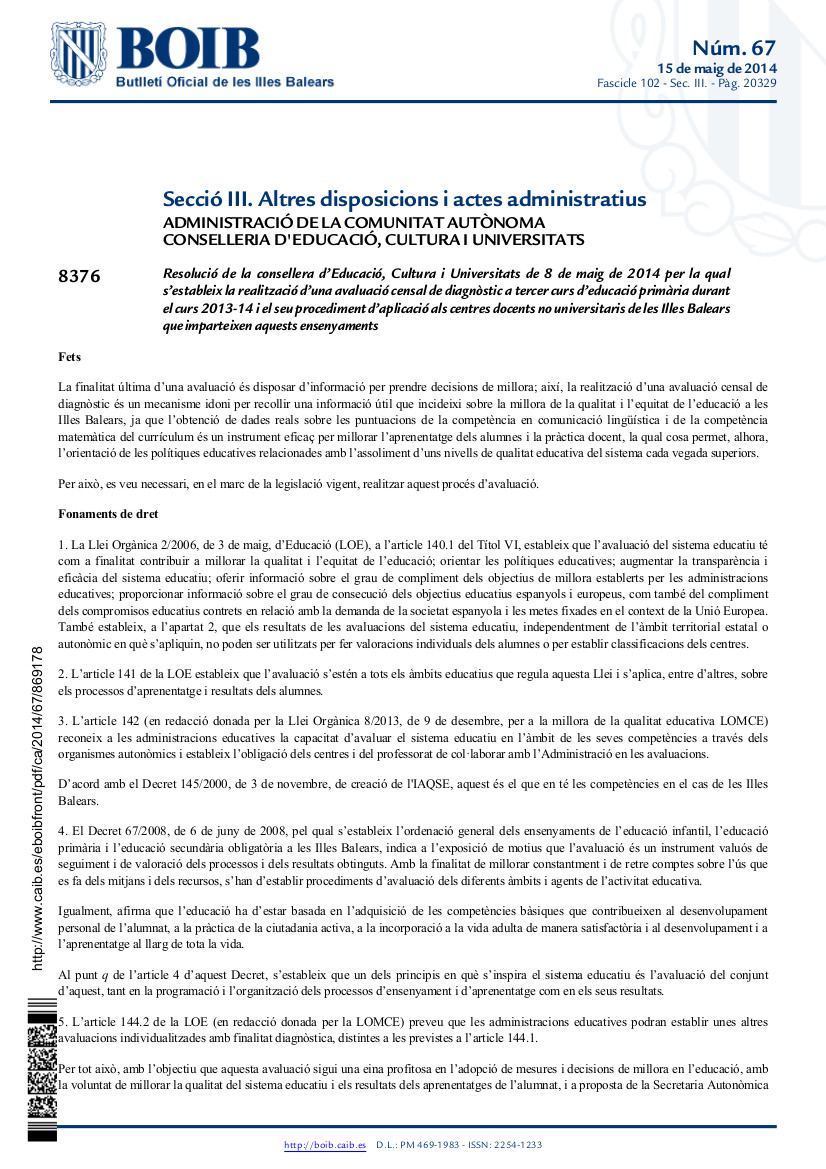 BOIB
Butlletí Oficial de les Illes Balears
Núm. 67
15 de maig de 2014
Fascicle 102 - Sec. III. - Pàg. 20329
Secció III. Altres disposicions i actes administratius
ADMINISTRACIÓ DE LA COMUNITAT AUTÒNOMA
CONSELLERIA D'EDUCACIÓ, CULTURA I UNIVERSITATS
8376
Resolució de la consellera d’Educació, Cultura i Universitats de 8 de maig de 2014 per la qual
s’estableix la realització d’una avaluació censal de diagnòstic a tercer curs d’educació primària durant
el curs 2013-14 i el seu procediment d’aplicació als centres docents no universitaris de les Illes Balears
que imparteixen aquests ensenyaments
Fets
La finalitat última d’una avaluació és disposar d’informació per prendre decisions de millora; així, la realització d’una avaluació censal de
diagnòstic és un mecanisme idoni per recollir una informació útil que incideixi sobre la millora de la qualitat i l’equitat de l’educació a les
Illes Balears, ja que l’obtenció de dades reals sobre les puntuacions de la competència en comunicació lingüística i de la competència
matemàtica del currículum és un instrument eficaç per millorar l’aprenentatge dels alumnes i la pràctica docent, la qual cosa permet, alhora,
l’orientació de les polítiques educatives relacionades amb l’assoliment d’uns nivells de qualitat educativa del sistema cada vegada superiors.
Per això, es veu necessari, en el marc de la legislació vigent, realitzar aquest procés d’avaluació.
Fonaments de dret
1. La Llei Orgànica 2/2006, de 3 de maig, d’Educació (LOE), a l’article 140.1 del Títol VI, estableix que l’avaluació del sistema educatiu té
com a finalitat contribuir a millorar la qualitat i l’equitat de l’educació; orientar les polítiques educatives; augmentar la transparència i
eficàcia del sistema educatiu; oferir informació sobre el grau de compliment dels objectius de millora establerts per les administracions
educatives; proporcionar informació sobre el grau de consecució dels objectius educatius espanyols i europeus, com també del compliment
dels compromisos educatius contrets en relació amb la demanda de la societat espanyola i les metes fixades en el context de la Unió Europea.
També estableix, a l’apartat 2, que els resultats de les avaluacions del sistema educatiu, independentment de l’àmbit territorial estatal o
autonòmic en què s’apliquin, no poden ser utilitzats per fer valoracions individuals dels alumnes o per establir classificacions dels centres.
2. L’article 141 de la LOE estableix que l’avaluació s’estén a tots els àmbits educatius que regula aquesta Llei i s’aplica, entre d’altres, sobre
els processos d’aprenentatge i resultats dels alumnes.
3. L’article 142 (en redacció donada per la Llei Orgànica 8/2013, de 9 de desembre, per a la millora de la qualitat educativa LOMCE)
reconeix a les administracions educatives la capacitat d’avaluar el sistema educatiu en l’àmbit de les seves competències a través dels
organismes autonòmics i estableix l’obligació dels centres i del professorat de col·laborar amb l’Administració en les avaluacions.
D’acord amb el Decret 145/2000, de 3 de novembre, de creació de l'IAQSE, aquest és el que en té les competències en el cas de les Illes
Balears.
4. El Decret 67/2008, de 6 de juny de 2008, pel qual s’estableix l’ordenació general dels ensenyaments de l’educació infantil, l’educació
primària i l’educació secundària obligatòria a les Illes Balears, indica a l’exposició de motius que l’avaluació és un instrument valuós de
seguiment i de valoració dels processos i dels resultats obtinguts. Amb la finalitat de millorar constantment i de retre comptes sobre l’ús que
es fa dels mitjans i dels recursos, s’han d’establir procediments d’avaluació dels diferents àmbits i agents de l’activitat educativa.
Igualment, afirma que l’educació ha d’estar basada en l’adquisició de les competències bàsiques que contribueixen al desenvolupament
personal de l’alumnat, a la pràctica de la ciutadania activa, a la incorporació a la vida adulta de manera satisfactòria i al desenvolupament i a
l’aprenentatge al llarg de tota la vida.
Al punt q de l’article 4 d’aquest Decret, s’estableix que un dels principis en què s’inspira el sistema educatiu és l’avaluació del conjunt
d’aquest, tant en la programació i l’organització dels processos d’ensenyament i d’aprenentatge com en els seus resultats.
5. L’article 144.2 de la LOE (en redacció donada per la LOMCE) preveu que les administracions educatives podran establir unes altres
avaluacions individualitzades amb finalitat diagnòstica, distintes a les previstes a l’article 144.1.
Per tot això, amb l’objectiu que aquesta avaluació sigui una eina profitosa en l’adopció de mesures i decisions de millora en l’educació, amb
la voluntat de millorar la qualitat del sistema educatiu i els resultats dels aprenentatges de l’alumnat, i a proposta de la Secretaria Autonòmica
http://www.caib.es/eboibfront/pdf/ca/2014/67/869178
http://boib.caib.es D.L.: PM 469-1983 - ISSN: 2254-1233